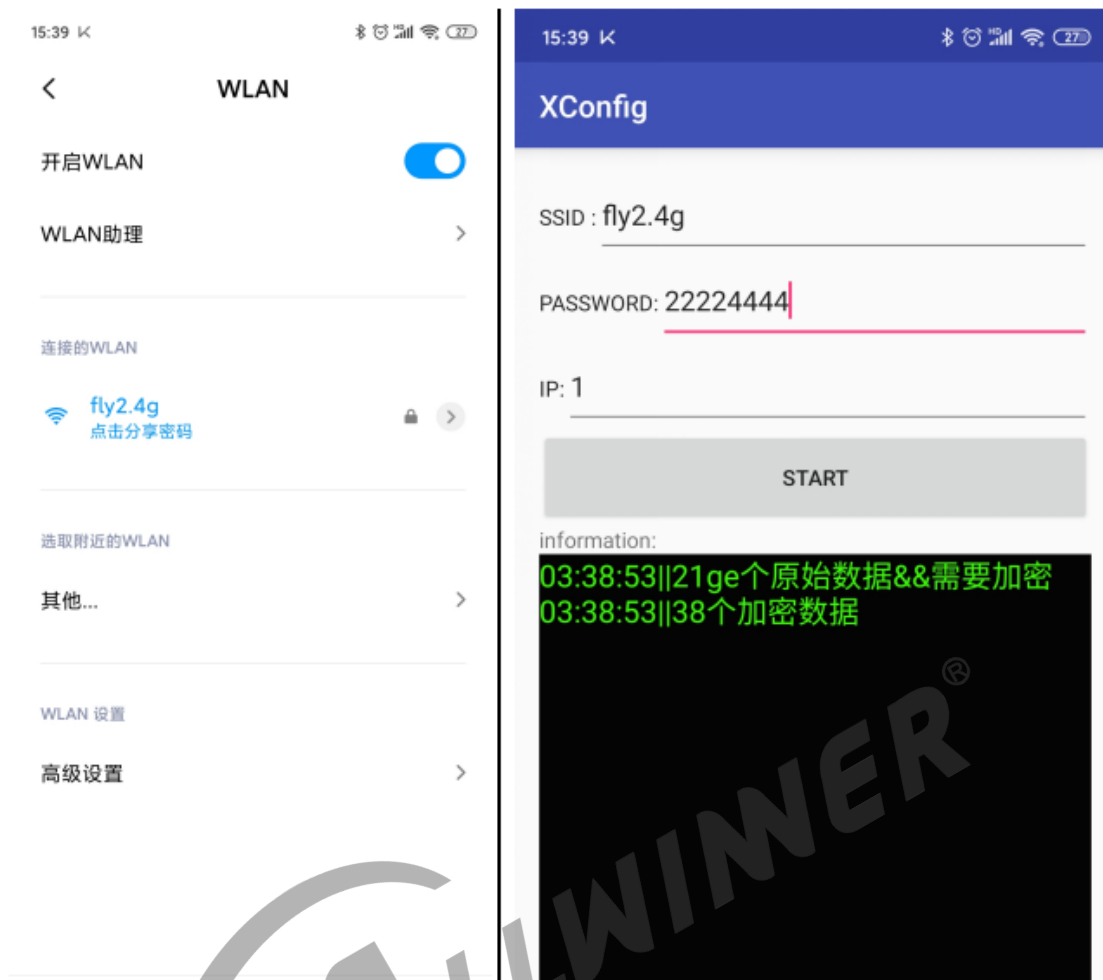 15:39
27
WLAN
开启WLAN
WLAN助理
连接的WLAN
fly2.4g
点击分享密码
选取附近的WLAN
其他...
WLAN 设置
高级设置
15:39
27
XConfig
SSID : fly2.4g
PASSWORD: 22224444
IP: 1
START
information:
03:38:53||21ge个原始数据&&需要加密
03:38:53||38个加密数据
ALLWINNER®